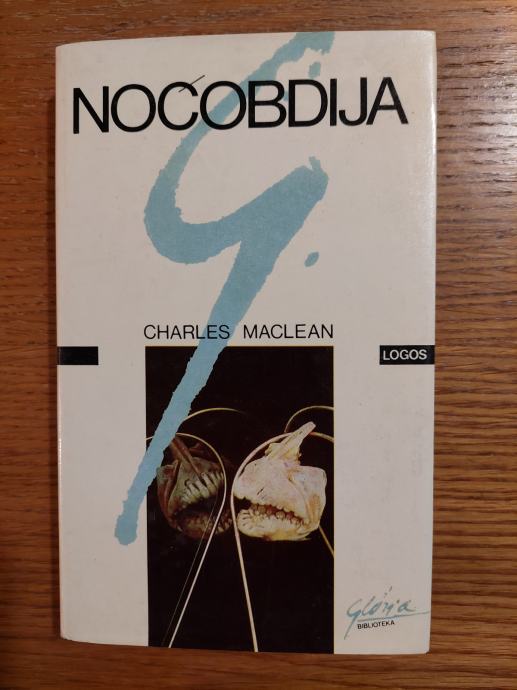 NOĆOBDIJA
G.
CHARLES MACLEAN
LOGOS
Glorija
BIBLIOTEKA